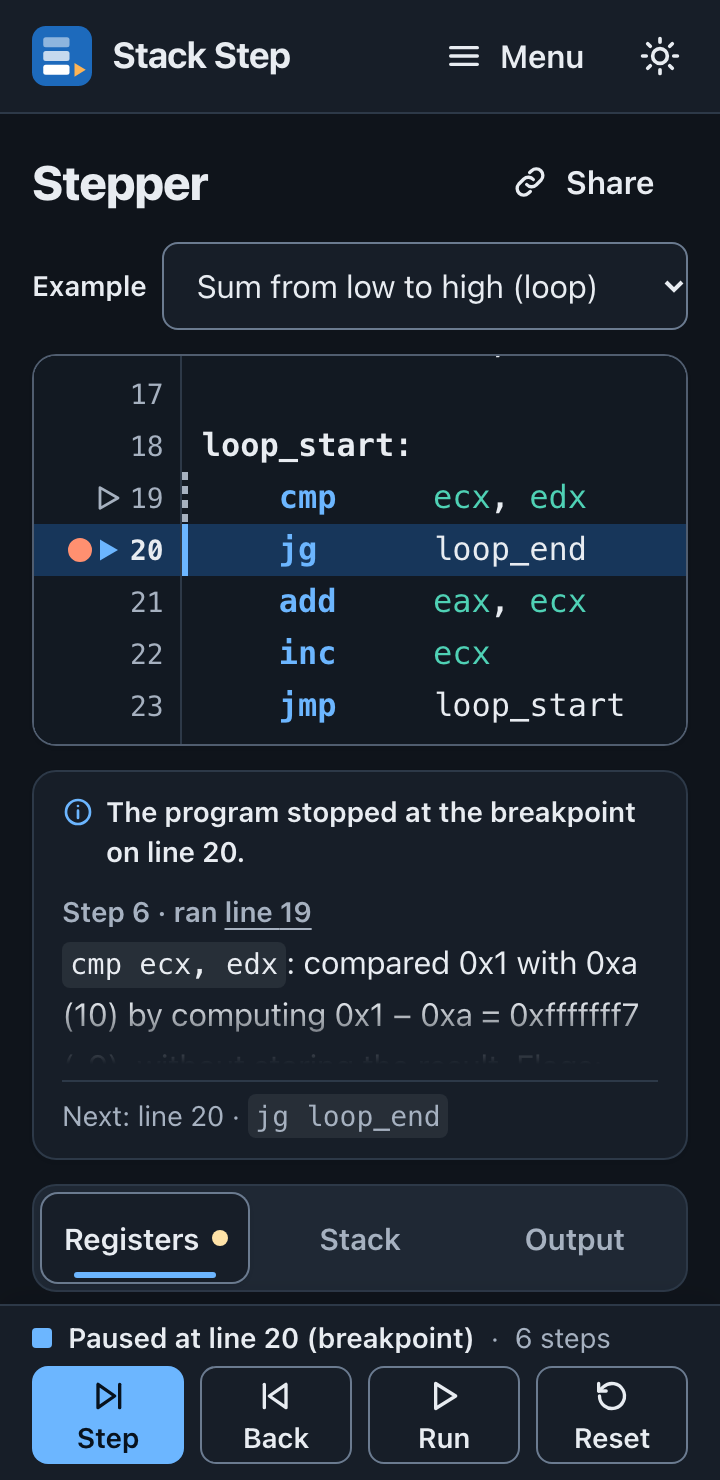 Stack Step
Menu
Stepper
Share
Example
Sum from low to high (loop)
17
18 loop_start:
19 cmp ecx, edx
20 jg loop_end
21 add eax, ecx
22 inc ecx
23 jmp loop_start
The program stopped at the breakpoint
on line 20.
Step 6 · ran line 19
cmp ecx, edx: compared 0x1 with 0xa
(10) by computing 0x1 – 0xa = 0xfffffff7
Next: line 20 · jg loop_end
Registers
Stack
Output
Paused at line 20 (breakpoint) · 6 steps
Step
Back
Run
Reset